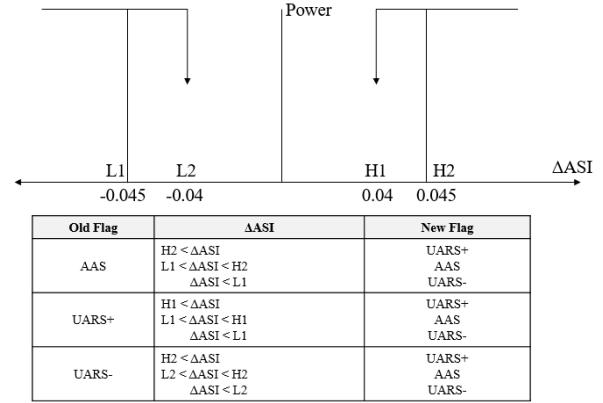 Power
L1 L2 H1 H2 ΔASI
-0.045 -0.04 0.04 0.045
Old Flag ΔASI New Flag
AAS
H2 < ΔASI
L1 < ΔASI < H2
ΔASI < L1
UARS+
AAS
UARS-
UARS+
H1 < ΔASI
L1 < ΔASI < H1
ΔASI < L1
UARS+
AAS
UARS-
UARS-
H2 < ΔASI
L2 < ΔASI < H2
ΔASI < L2
UARS+
AAS
UARS-